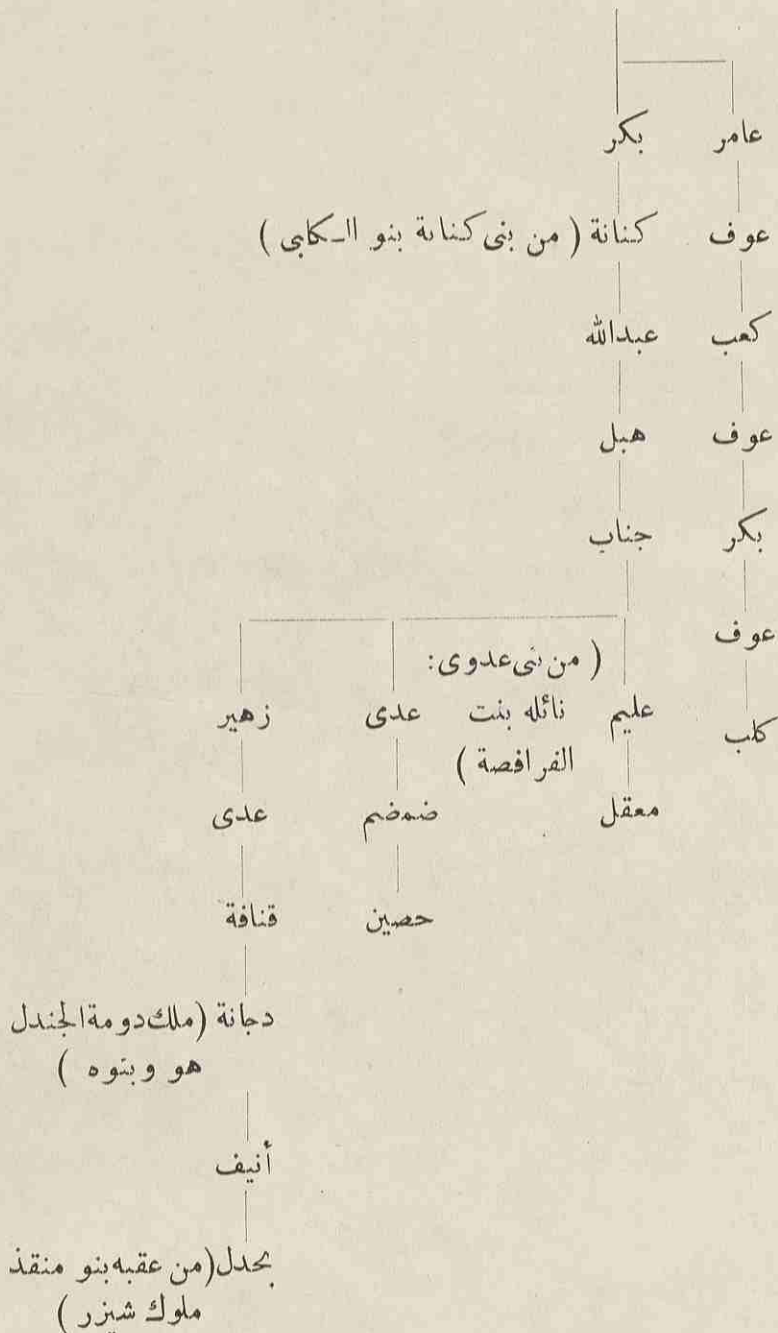 عامر بكر
عوف كنانة ( من بنى كنانة بنو الكلبى )
كعب عبدالله
عوف هبل
بكر جناب
عوف
( من بنى عدوى:
عليم نائله بنت عدى زهير
كلب
الفرافصة )
معقل ضمضم عدى
حصين قنافة
دجانة ( ملك دومة الجندل
هو وبنوه )
أنيف
بحدل ( من عقبه بنو منقذ
ملوك شيزر )